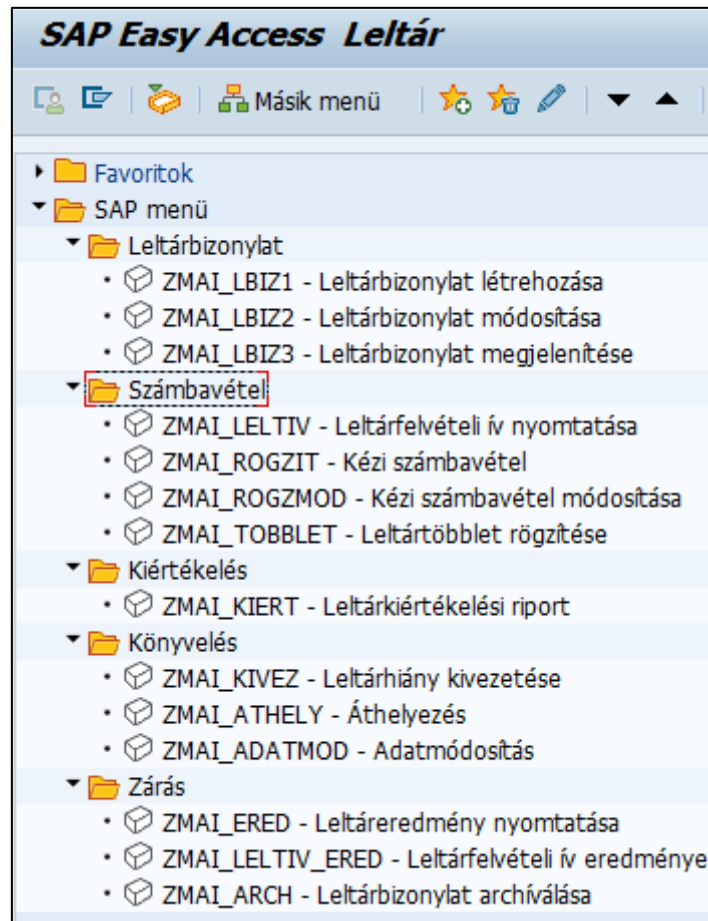 SAP Easy Access Leltár
Másik menü
Favoritok
SAP menü
Leltárbizonylat
ZMAI_LBIZ1 - Leltárbizonylat létrehozása
ZMAI_LBIZ2 - Leltárbizonylat módosítása
ZMAI_LBIZ3 - Leltárbizonylat megjelenítése
Számbavétel
ZMAI_LELTIV - Leltárfelvételi ív nyomtatása
ZMAI_ROGZIT - Kézi számbavétel
ZMAI_ROGZMOD - Kézi számbavétel módosítása
ZMAI_TOBBLET - Leltártöbblet rögzítése
Kiértékelés
ZMAI_KIERT - Leltárkiértékelési riport
Könyvelés
ZMAI_KIVEZ - Leltárhiány kivezetése
ZMAI_ATHELY - Áthelyezés
ZMAI_ADATMOD - Adatmódosítás
Zárás
ZMAI_ERED - Leltáreredmény nyomtatása
ZMAI_LELTIV_ERED - Leltárfelvételi ív eredménye
ZMAI_ARCH - Leltárbizonylat archíválása